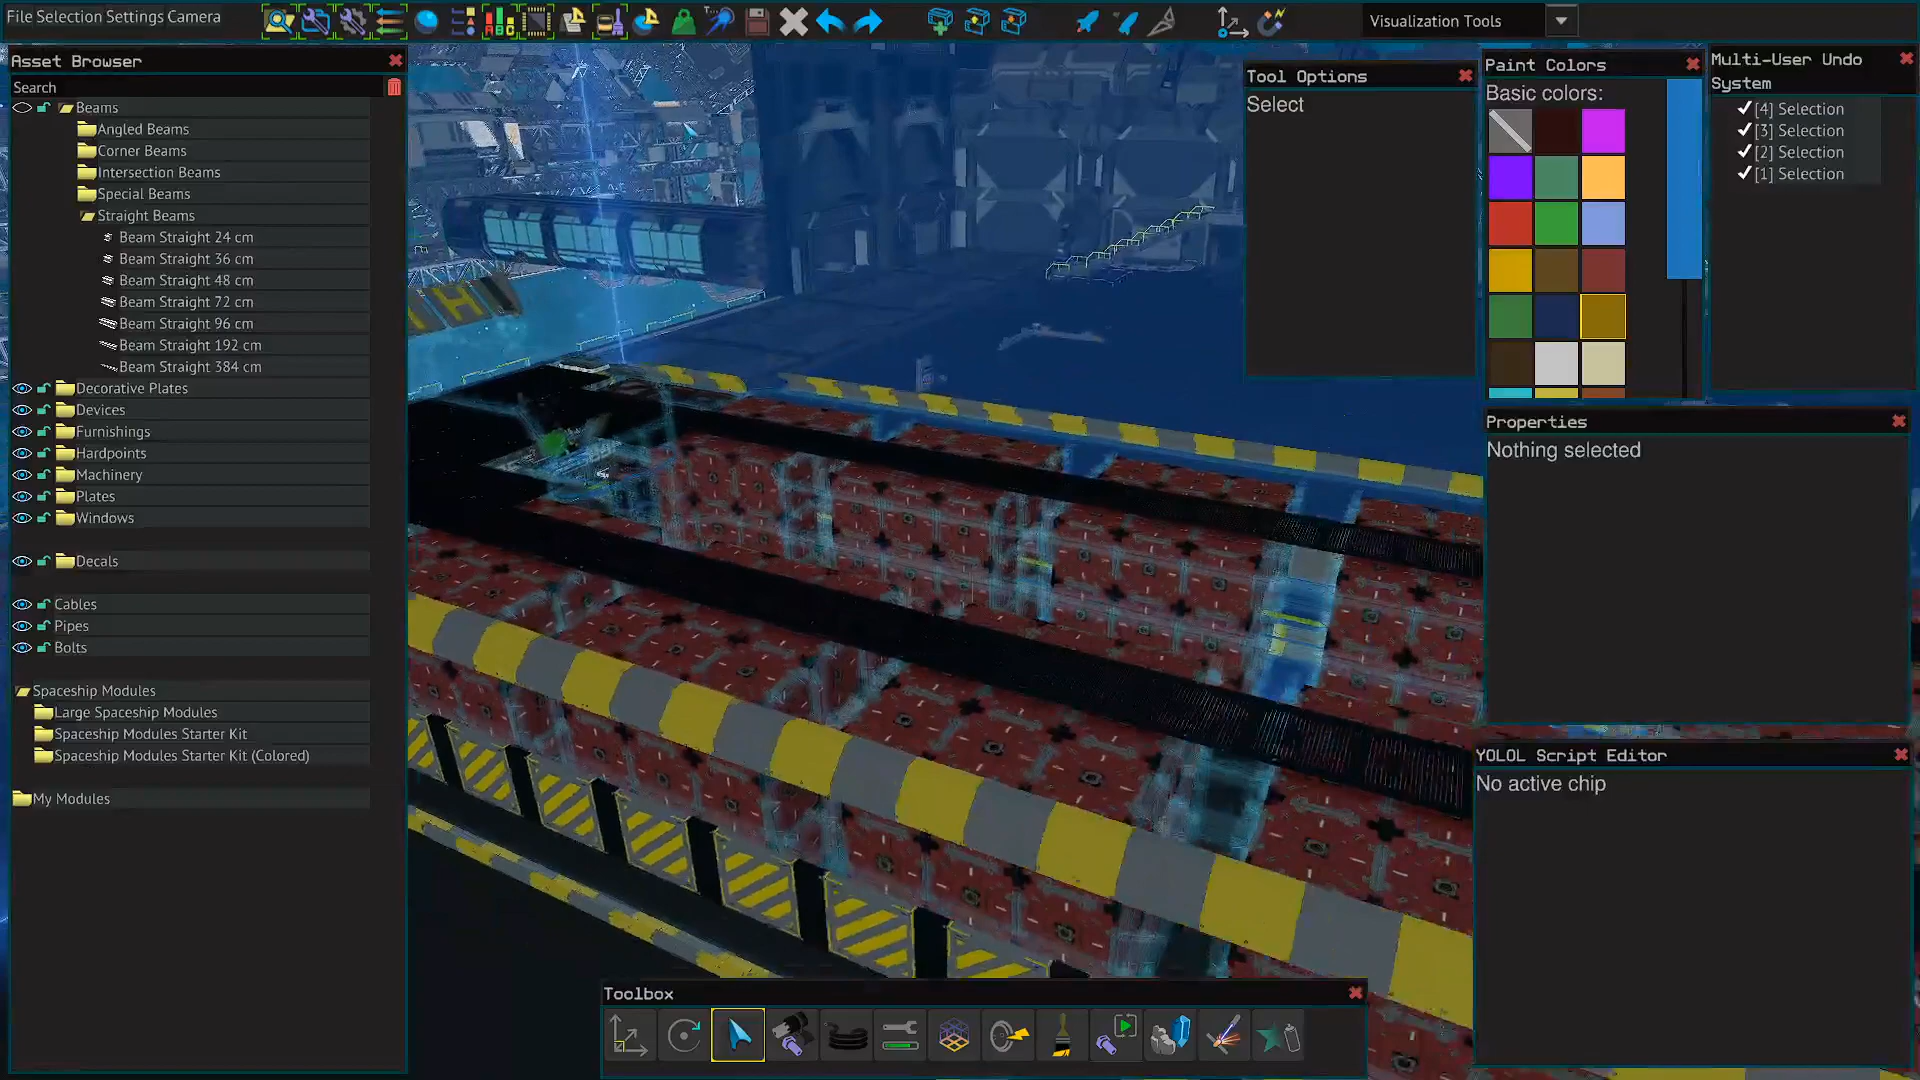 File Selection Settings Camera
Visualization Tools
Asset Browser
Search
Beams
Angled Beams
Corner Beams
Intersection Beams
Special Beams
Straight Beams
Beam Straight 24 cm
Beam Straight 36 cm
Beam Straight 48 cm
Beam Straight 72 cm
Beam Straight 96 cm
Beam Straight 192 cm
Beam Straight 384 cm
Decorative Plates
Devices
Furnishings
Hardpoints
Machinery
Plates
Windows
Decals
Cables
Pipes
Bolts
Spaceship Modules
Large Spaceship Modules
Spaceship Modules Starter Kit
Spaceship Modules Starter Kit (Colored)
My Modules
Tool Options
Select
Paint Colors
Basic colors:
Multi-User Undo
System
[4] Selection
[3] Selection
[2] Selection
[1] Selection
Properties
Nothing selected
YOLOL Script Editor
No active chip
Toolbox